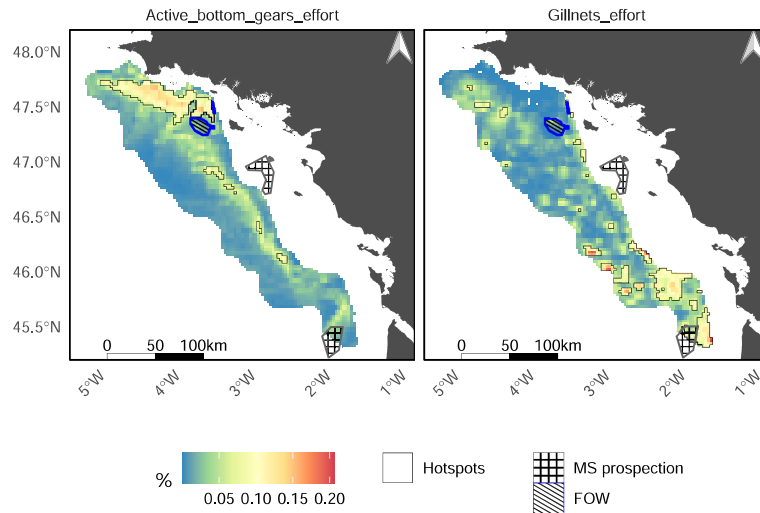 Active_bottom_gears_effort
Gillnets_effort
48.0°N
47.5°N
47.0°N
46.5°N
46.0°N
45.5°N
0 50 100km
0 50 100km
5°W 4°W 3°W 2°W 1°W
5°W 4°W 3°W 2°W 1°W
% 0.05 0.10 0.15 0.20
Hotspots
MS prospection
FOW